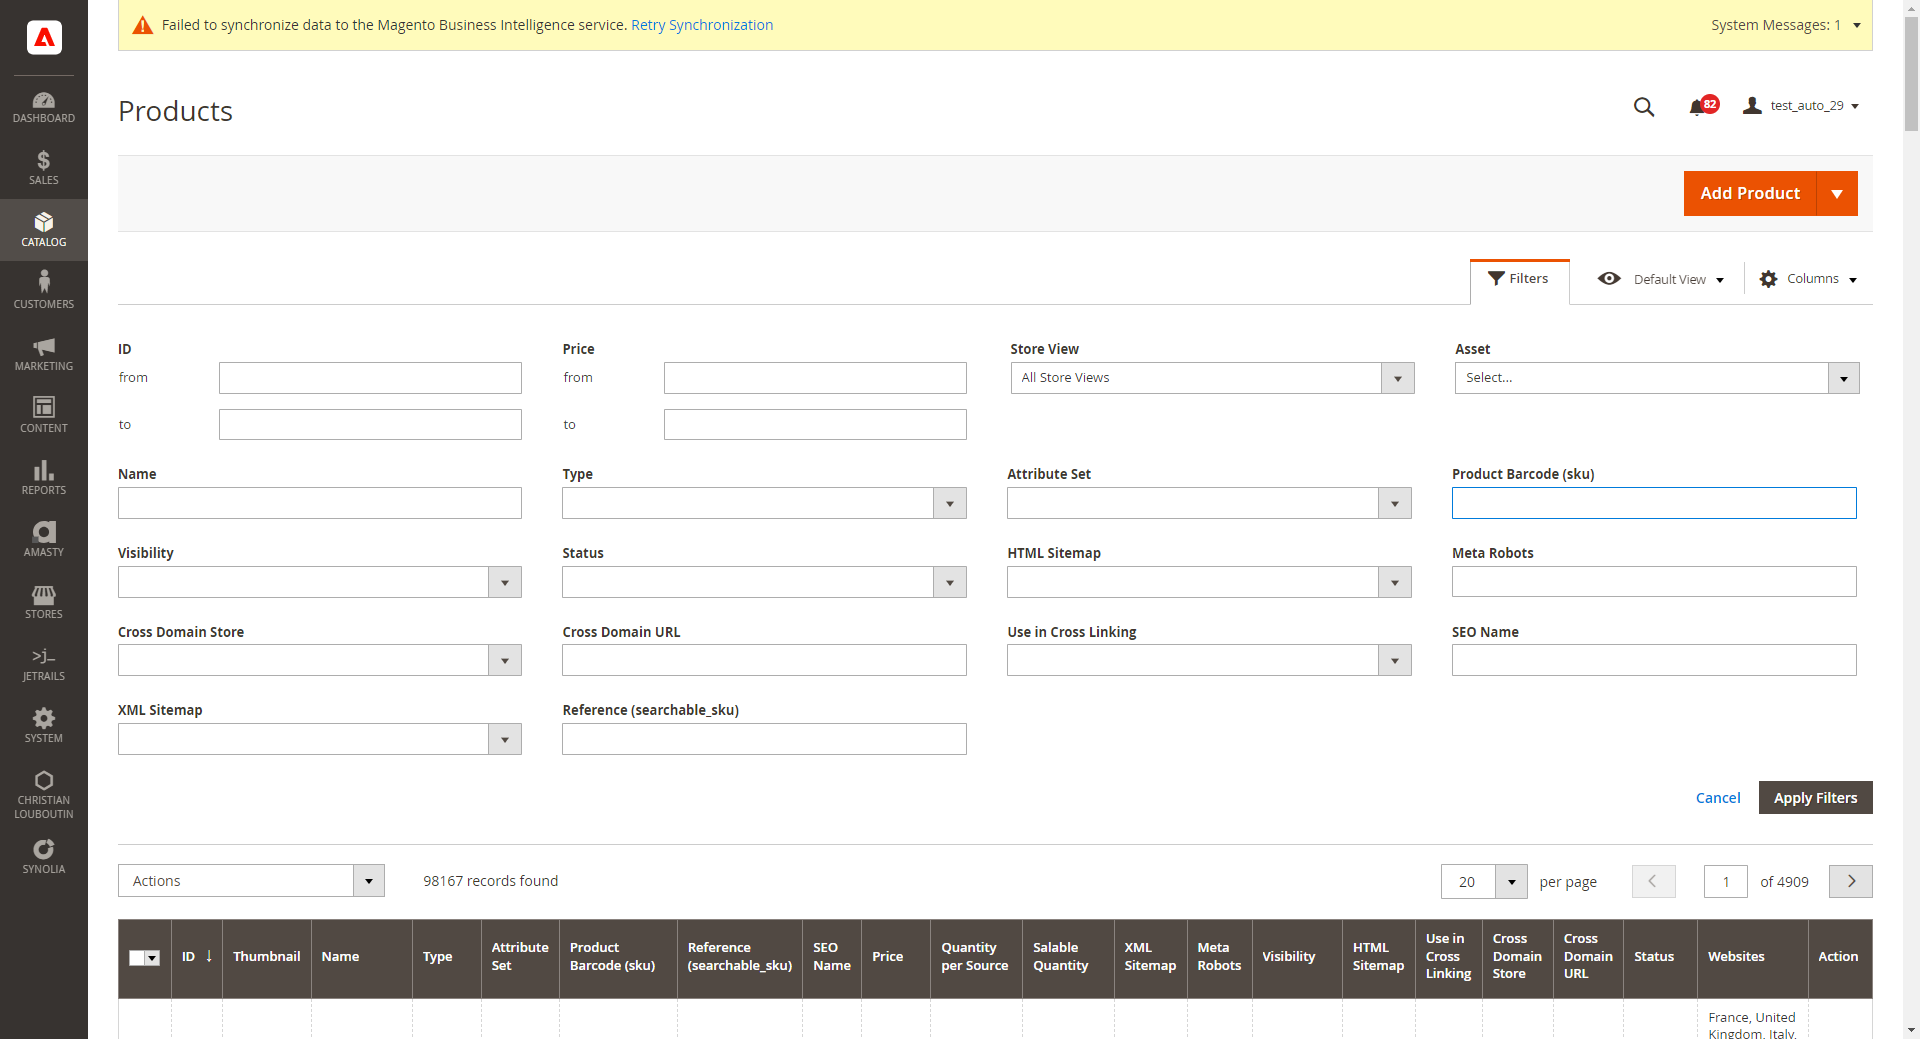 Failed to synchronize data to the Magento Business Intelligence service. Retry Synchronization
System Messages: 1
DASHBOARD
SALES
CATALOG
CUSTOMERS
MARKETING
CONTENT
REPORTS
AMASTY
STORES
>j_
JETRAILS
SYSTEM
CHRISTIAN
LOUBOUTIN
SYNOLIA
Products
82
test_auto_29
Add Product
Filters
Default View
Columns
ID
from
to
Price
from
to
Store View
All Store Views
Asset
Select...
Name
Type
Attribute Set
Product Barcode (sku)
Visibility
Status
HTML Sitemap
Meta Robots
Cross Domain Store
Cross Domain URL
Use in Cross Linking
SEO Name
XML Sitemap
Reference (searchable_sku)
Cancel
Apply Filters
Actions
98167 records found
20
per page
1
of 4909
ID ↓
Thumbnail
Name
Type
Attribute
Set
Product
Barcode (sku)
Reference
(searchable_sku)
SEO
Name
Price
Quantity
per Source
Salable
Quantity
XML
Sitemap
Meta
Robots
Visibility
HTML
Sitemap
Use in
Cross
Linking
Cross
Domain
Store
Cross
Domain
URL
Status
Websites
Action
France, United
Kingdom, Italy,